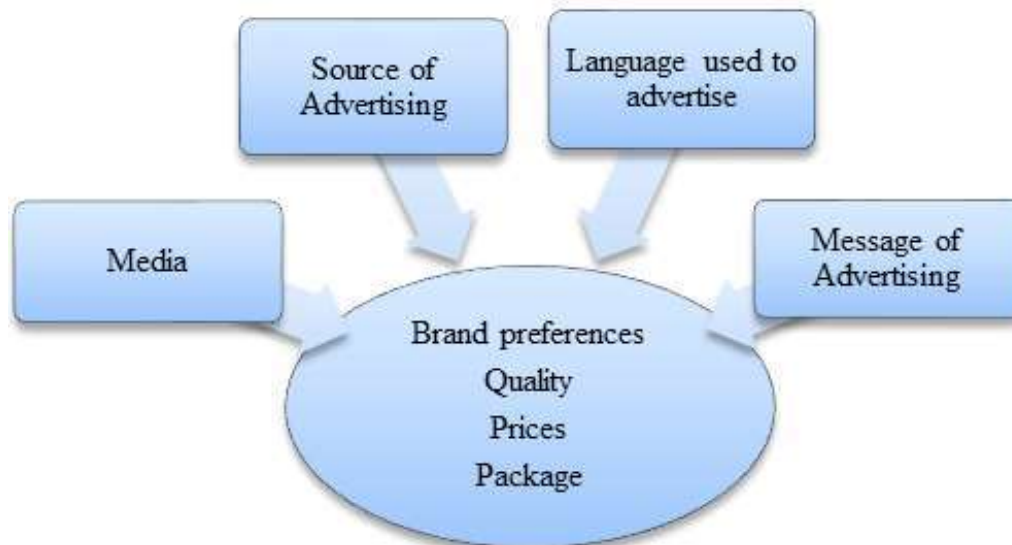 Source of
Advertising
Language used to
advertise
Media
Message of
Advertising
Brand preferences
Quality
Prices
Package